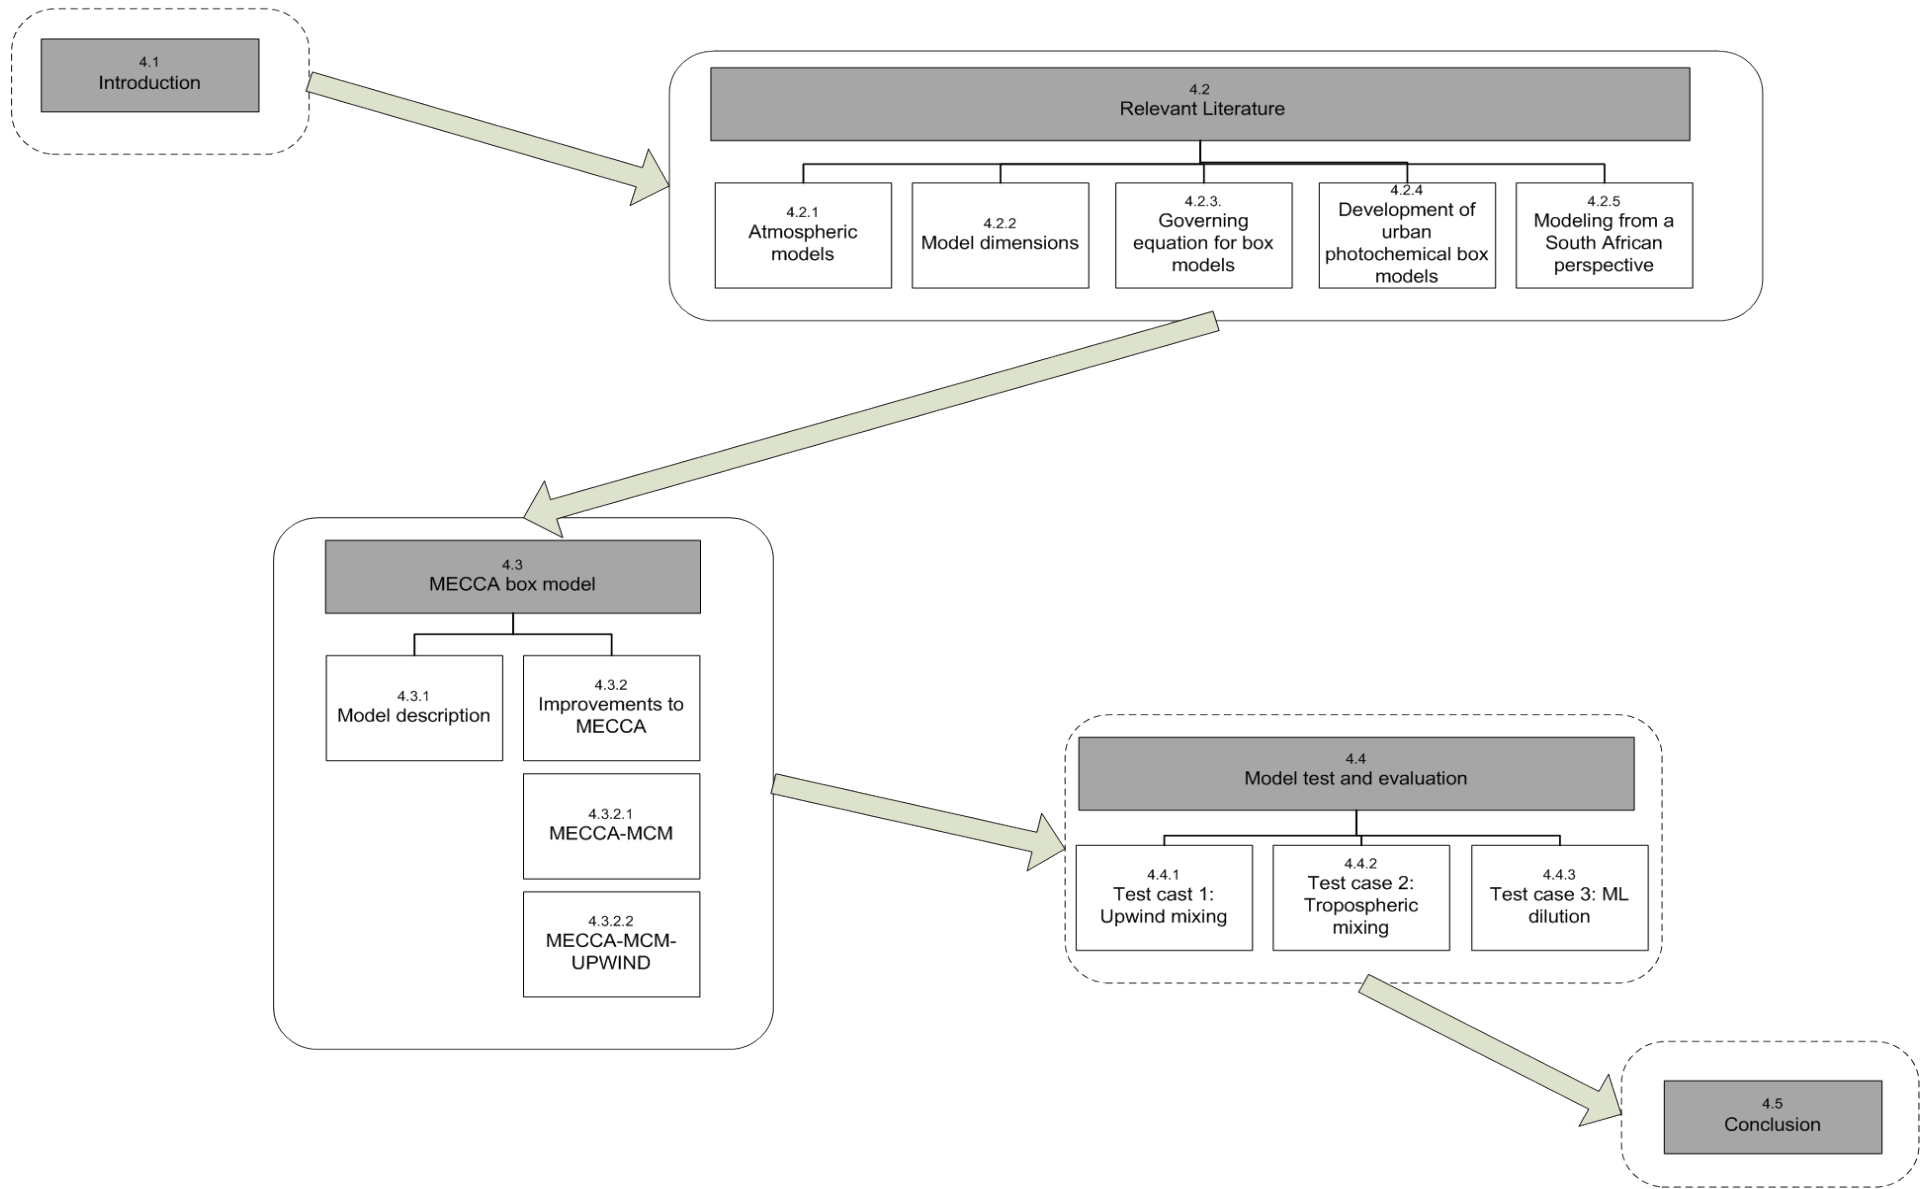 4.1
Introduction
4.2
Relevant Literature
4.2.1
Atmospheric
models
4.2.2
Model dimensions
4.2.3.
Governing
equation for box
models
4.2.4
Development of
urban
photochemical box
models
4.2.5
Modeling from a
South African
perspective
4.3
MECCA box model
4.3.1
Model description
4.3.2
Improvements to
MECCA
4.3.2.1
MECCA-MCM
4.3.2.2
MECCA-MCM-
UPWIND
4.4
Model test and evaluation
4.4.1
Test cast 1:
Upwind mixing
4.4.2
Test case 2:
Tropospheric
mixing
4.4.3
Test case 3: ML
dilution
4.5
Conclusion